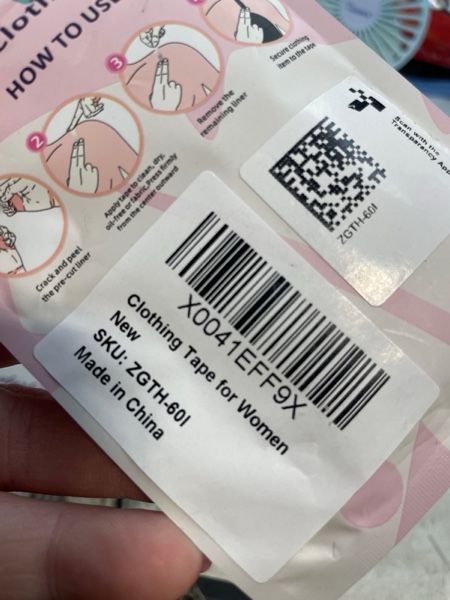 HOW TO USE
3
2
Secure clothing
item to the tape
Remove the
remaining liner
Apply tape to clean, dry,
oil-free or fabric. Press firmly
from the center outward
Crack and peel
the pre-cut liner
Scan with the
Transparency App
ZGTH-60I
X0041EFF9X
Clothing Tape for Women
New
SKU: ZGTH-60I
Made in China